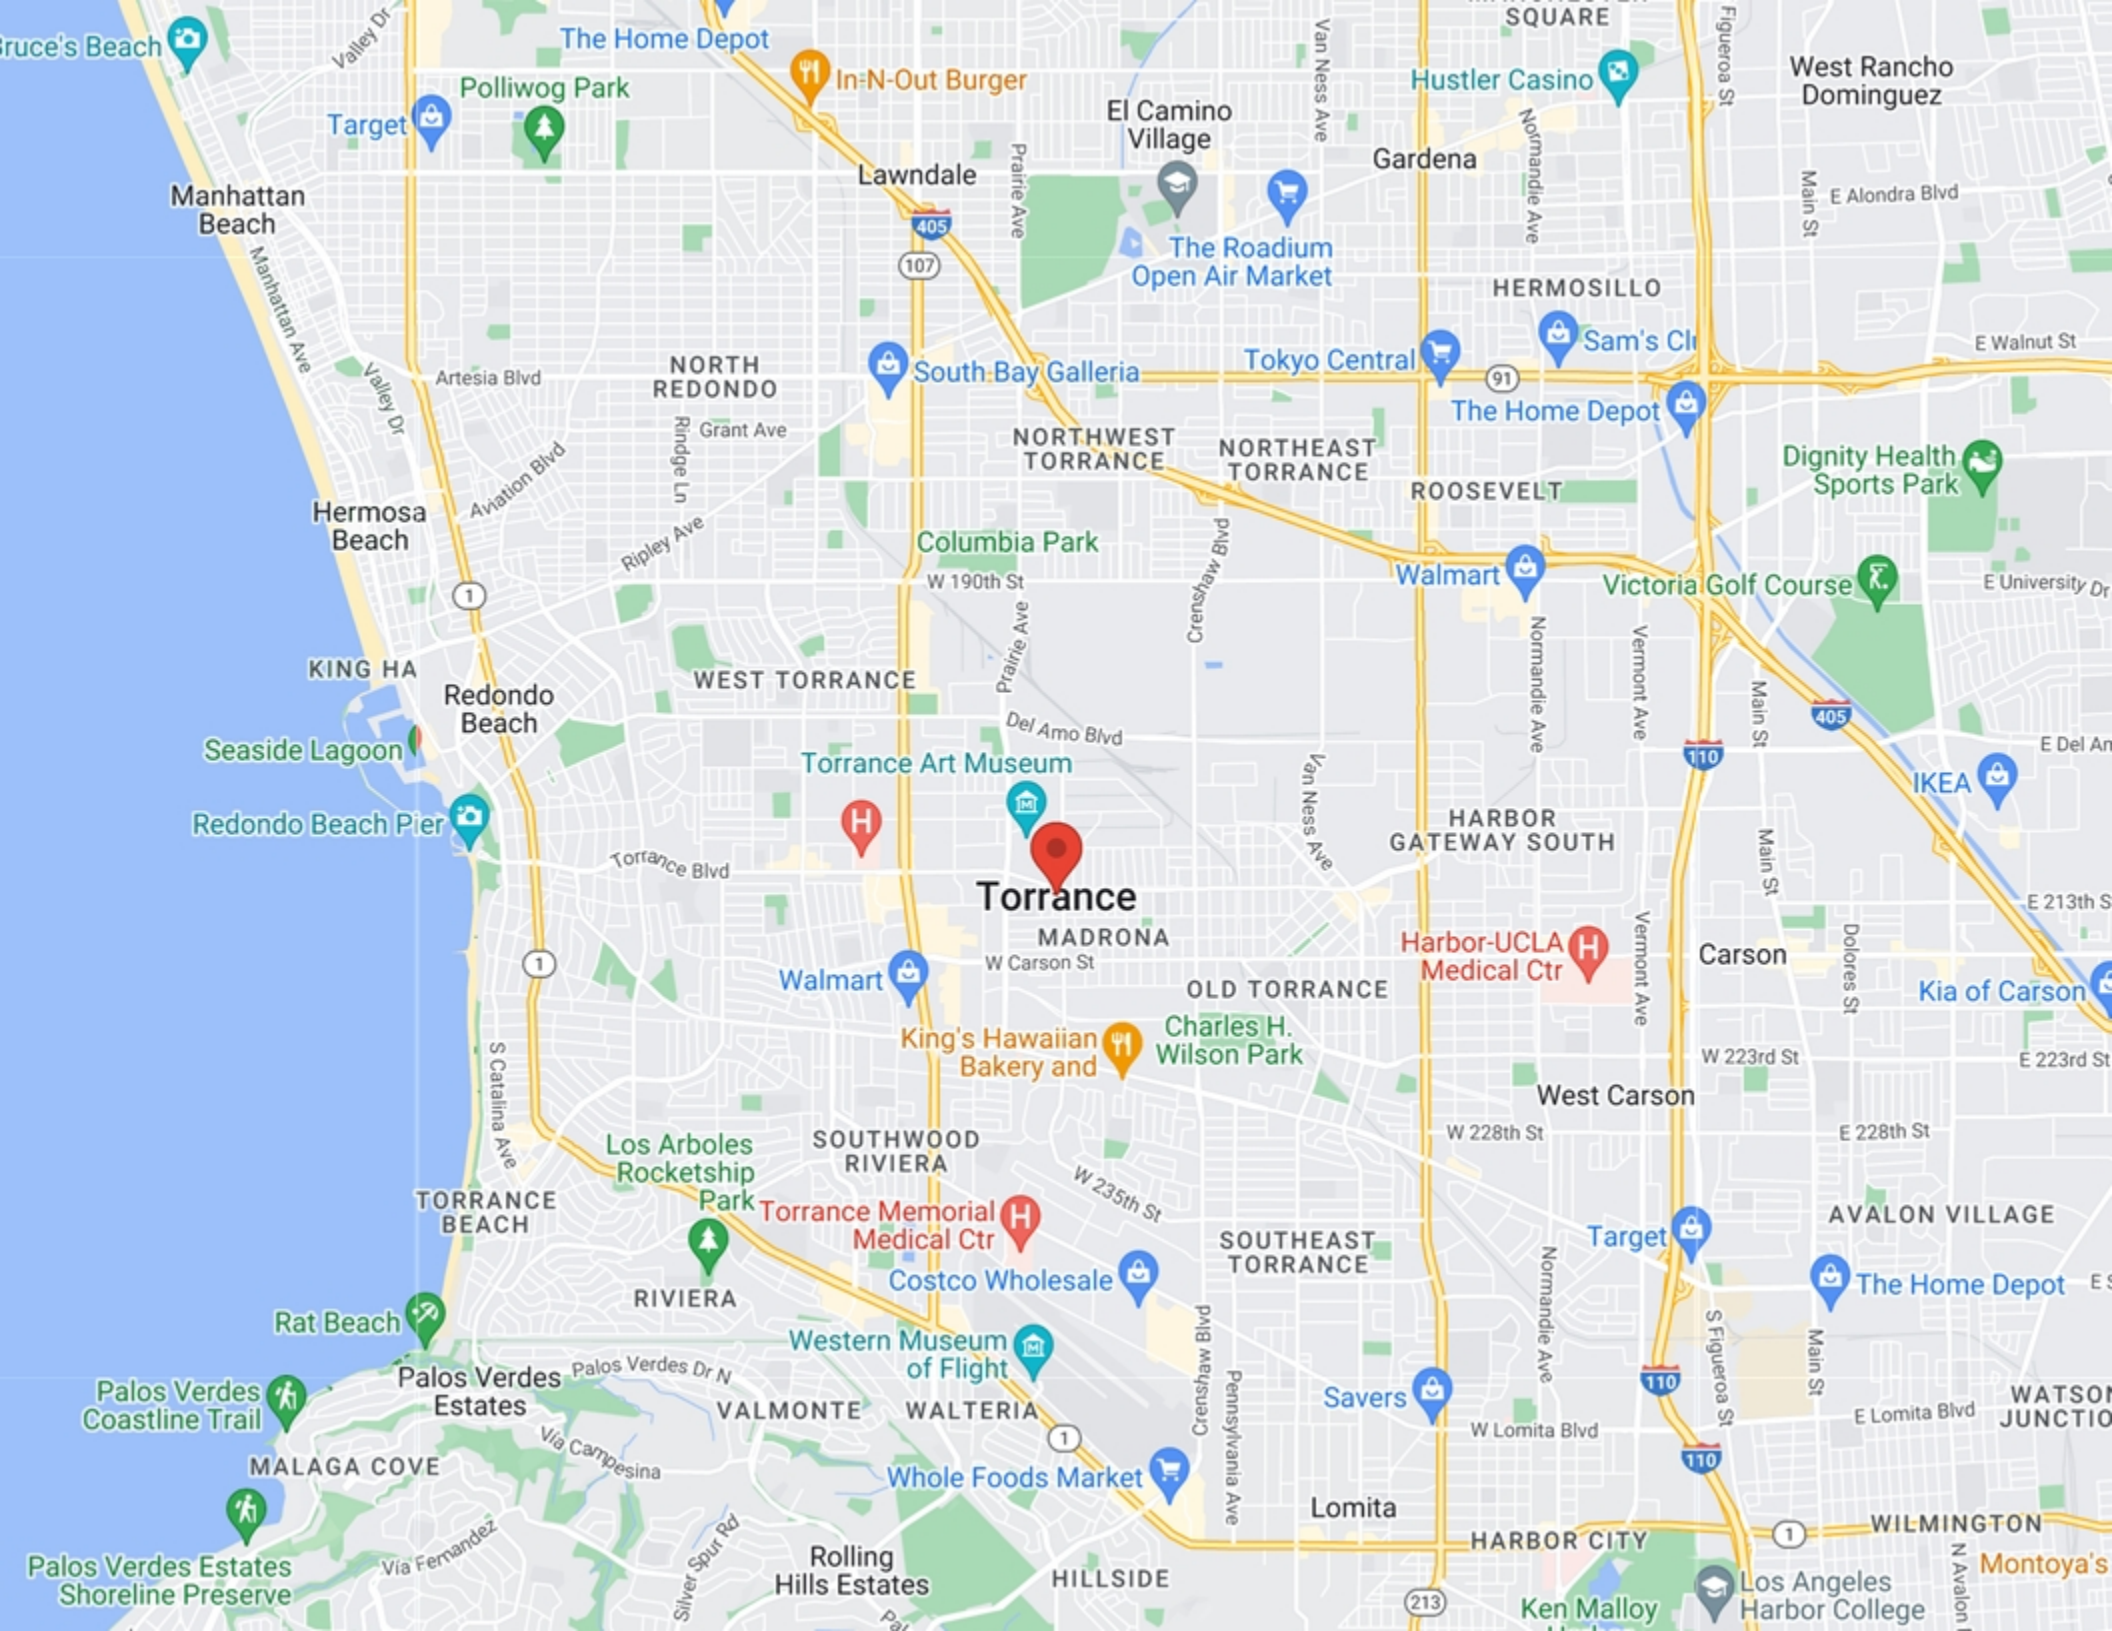 SQUARE
Bruce's Beach
Valley Dr
The Home Depot
In-N-Out Burger
Van Ness Ave
Hustler Casino
Figueroa St
West Rancho
Dominguez
Polliwog Park
Target
El Camino
Village
Lawndale
Prairie Ave
Gardena
Normandie Ave
Main St
E Alondra Blvd
Manhattan
Beach
405
107
The Roadium
Open Air Market
HERMOSILLO
Manhattan Ave
Valley Dr
Artesia Blvd
NORTH
REDONDO
South Bay Galleria
Tokyo Central
91
Sam's Clu
E Walnut St
The Home Depot
Rindge Ln
Grant Ave
Aviation Blvd
NORTHWEST
TORRANCE
NORTHEAST
TORRANCE
ROOSEVELT
Dignity Health
Sports Park
Hermosa
Beach
Ripley Ave
Columbia Park
W 190th St
Crenshaw Blvd
Walmart
Victoria Golf Course
E University Dr
1
Prairie Ave
Normandie Ave
Vermont Ave
Main St
KING HA
Redondo
Beach
WEST TORRANCE
Del Amo Blvd
405
110
E Del Am
Seaside Lagoon
Torrance Art Museum
Van Ness Ave
IKEA
Redondo Beach Pier
H
M
HARBOR
GATEWAY SOUTH
Main St
Torrance Blvd
Torrance
MADRONA
W Carson St
E 213th S
1
Walmart
Harbor-UCLA
Medical Ctr
H
Vermont Ave
Carson
Dolores St
Kia of Carson
OLD TORRANCE
King's Hawaiian
Bakery and
Charles H.
Wilson Park
W 223rd St
E 223rd St
S Catalina Ave
West Carson
W 228th St
E 228th St
Los Arboles
Rocketship
Park
SOUTHWOOD
RIVIERA
W 235th St
TORRANCE
BEACH
Torrance Memorial
Medical Ctr
H
SOUTHEAST
TORRANCE
Target
AVALON VILLAGE
Costco Wholesale
The Home Depot
E S
RIVIERA
Rat Beach
Western Museum
of Flight
M
Crenshaw Blvd
Normandie Ave
S Figueroa St
Main St
Palos Verdes
Estates
Palos Verdes Dr N
Palos Verdes
Coastline Trail
VALMONTE
WALTERIA
Pennsylvania Ave
Savers
110
W Lomita Blvd
E Lomita Blvd
WATSON
JUNCTIO
Vía Campesina
1
110
MALAGA COVE
Whole Foods Market
Lomita
HARBOR CITY
1
WILMINGTON
Palos Verdes Estates
Shoreline Preserve
Vía Fernandez
Silver Spur Rd
Rolling
Hills Estates
HILLSIDE
213
Ken Malloy
Los Angeles
Harbor College
N Avalon
Montoya's